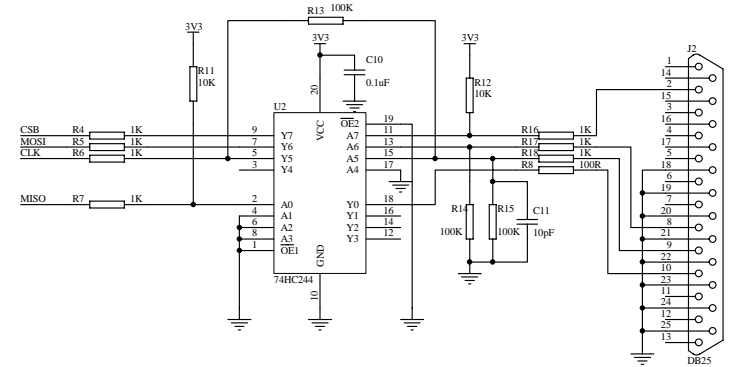 R13 100K
3V3
3V3
3V3
J2
R11
10K
C10
0.1uF
R12
10K
U2
20
VCC
OE2 19
CSB R4 1K 9 Y7 A7 11 R16 1K
MOSI R5 1K 7 Y6 A6 13 R17 1K
CLK R6 1K 5 Y5 A5 15 R18 1K
3 Y4 A4 17 R8 100R
MISO R7 1K 2 A0 Y0 18
4 A1 Y1 16
6 A2 Y2 14
8 A3 Y3 12
1 OE1
GND
10
74HC244
R14
100K
R15
100K
C11
10pF
1
14
2
15
3
16
4
17
5
18
6
19
7
20
8
21
9
22
10
23
11
24
12
25
13
DB25